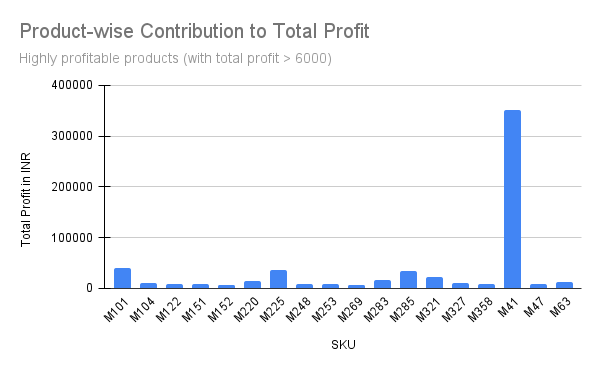 Product-wise Contribution to Total Profit
Highly profitable products (with total profit > 6000)
400000
300000
200000
100000
0
Total Profit in INR
M101
M104
M122
M151
M152
M220
M225
M248
M253
M269
M283
M285
M321
M327
M358
M41
M47
M63
SKU